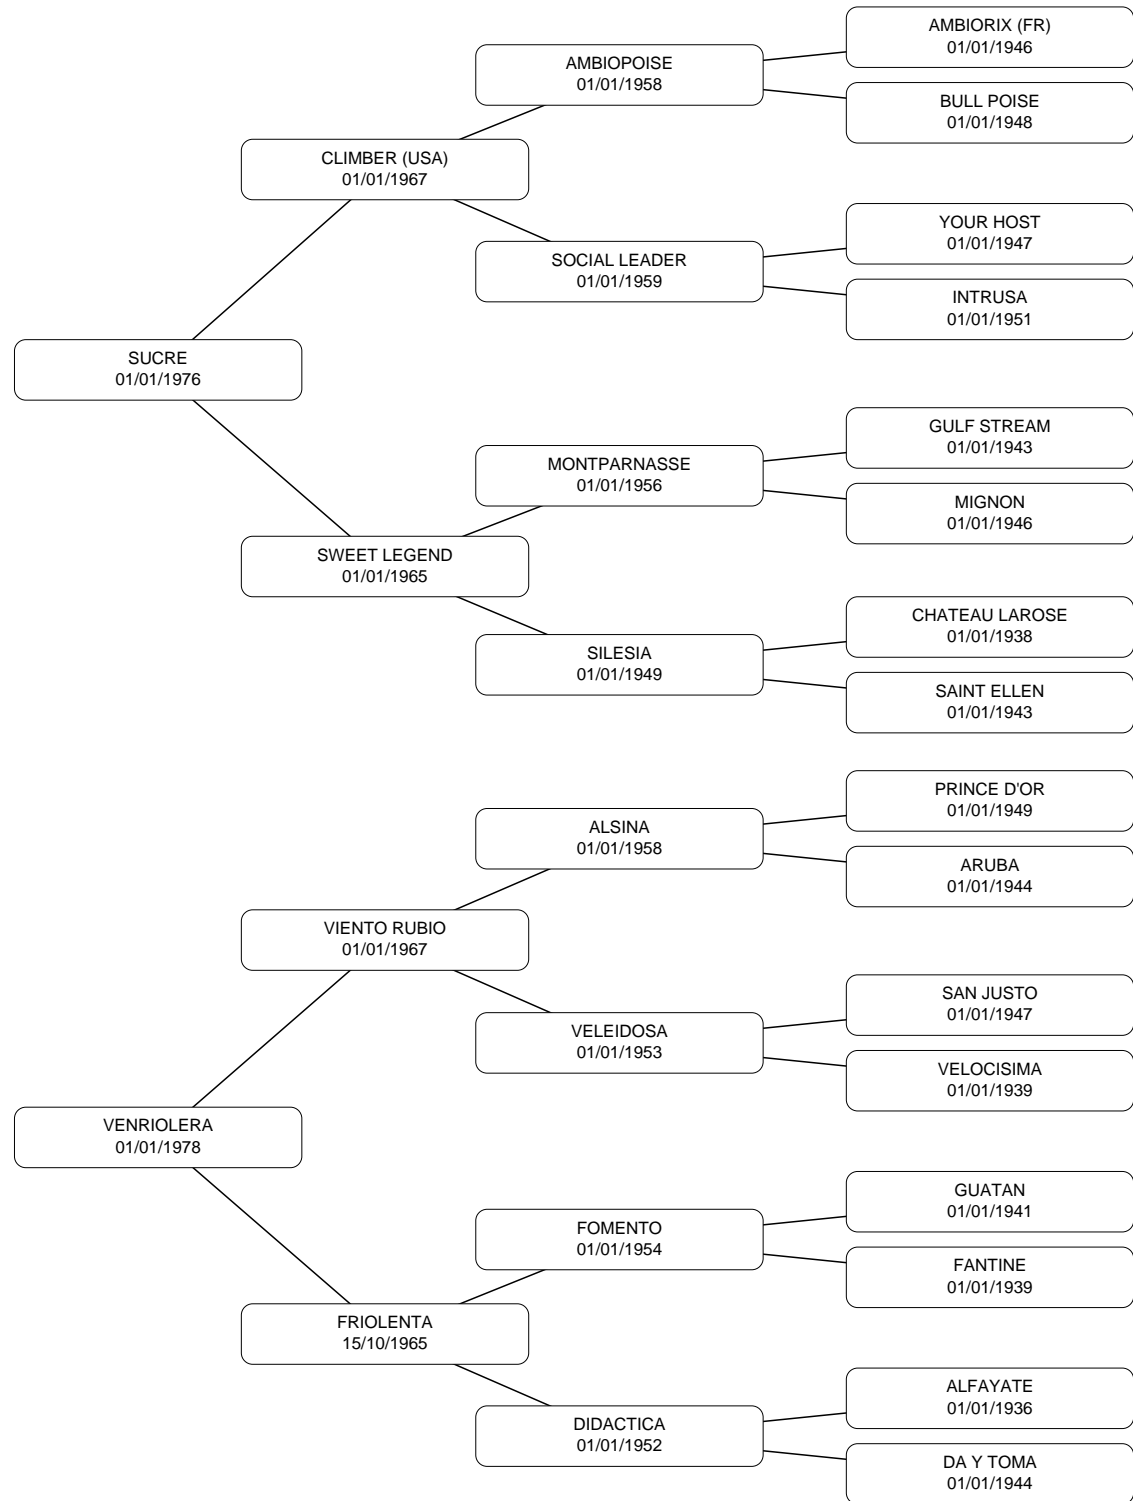 AMBIORIX (FR)
01/01/1946
AMBIOPOISE
01/01/1958
BULL POISE
01/01/1948
CLIMBER (USA)
01/01/1967
YOUR HOST
01/01/1947
SOCIAL LEADER
01/01/1959
INTRUSA
01/01/1951
SUCRE
01/01/1976
GULF STREAM
01/01/1943
MONTPARNASSE
01/01/1956
MIGNON
01/01/1946
SWEET LEGEND
01/01/1965
CHATEAU LAROSE
01/01/1938
SILESIA
01/01/1949
SAINT ELLEN
01/01/1943
PRINCE D'OR
01/01/1949
ALSINA
01/01/1958
ARUBA
01/01/1944
VIENTO RUBIO
01/01/1967
SAN JUSTO
01/01/1947
VELEIDOSA
01/01/1953
VELOCISIMA
01/01/1939
VENRIOLERA
01/01/1978
GUATAN
01/01/1941
FOMENTO
01/01/1954
FANTINE
01/01/1939
FRIOLENTA
15/10/1965
ALFAYATE
01/01/1936
DIDACTICA
01/01/1952
DA Y TOMA
01/01/1944